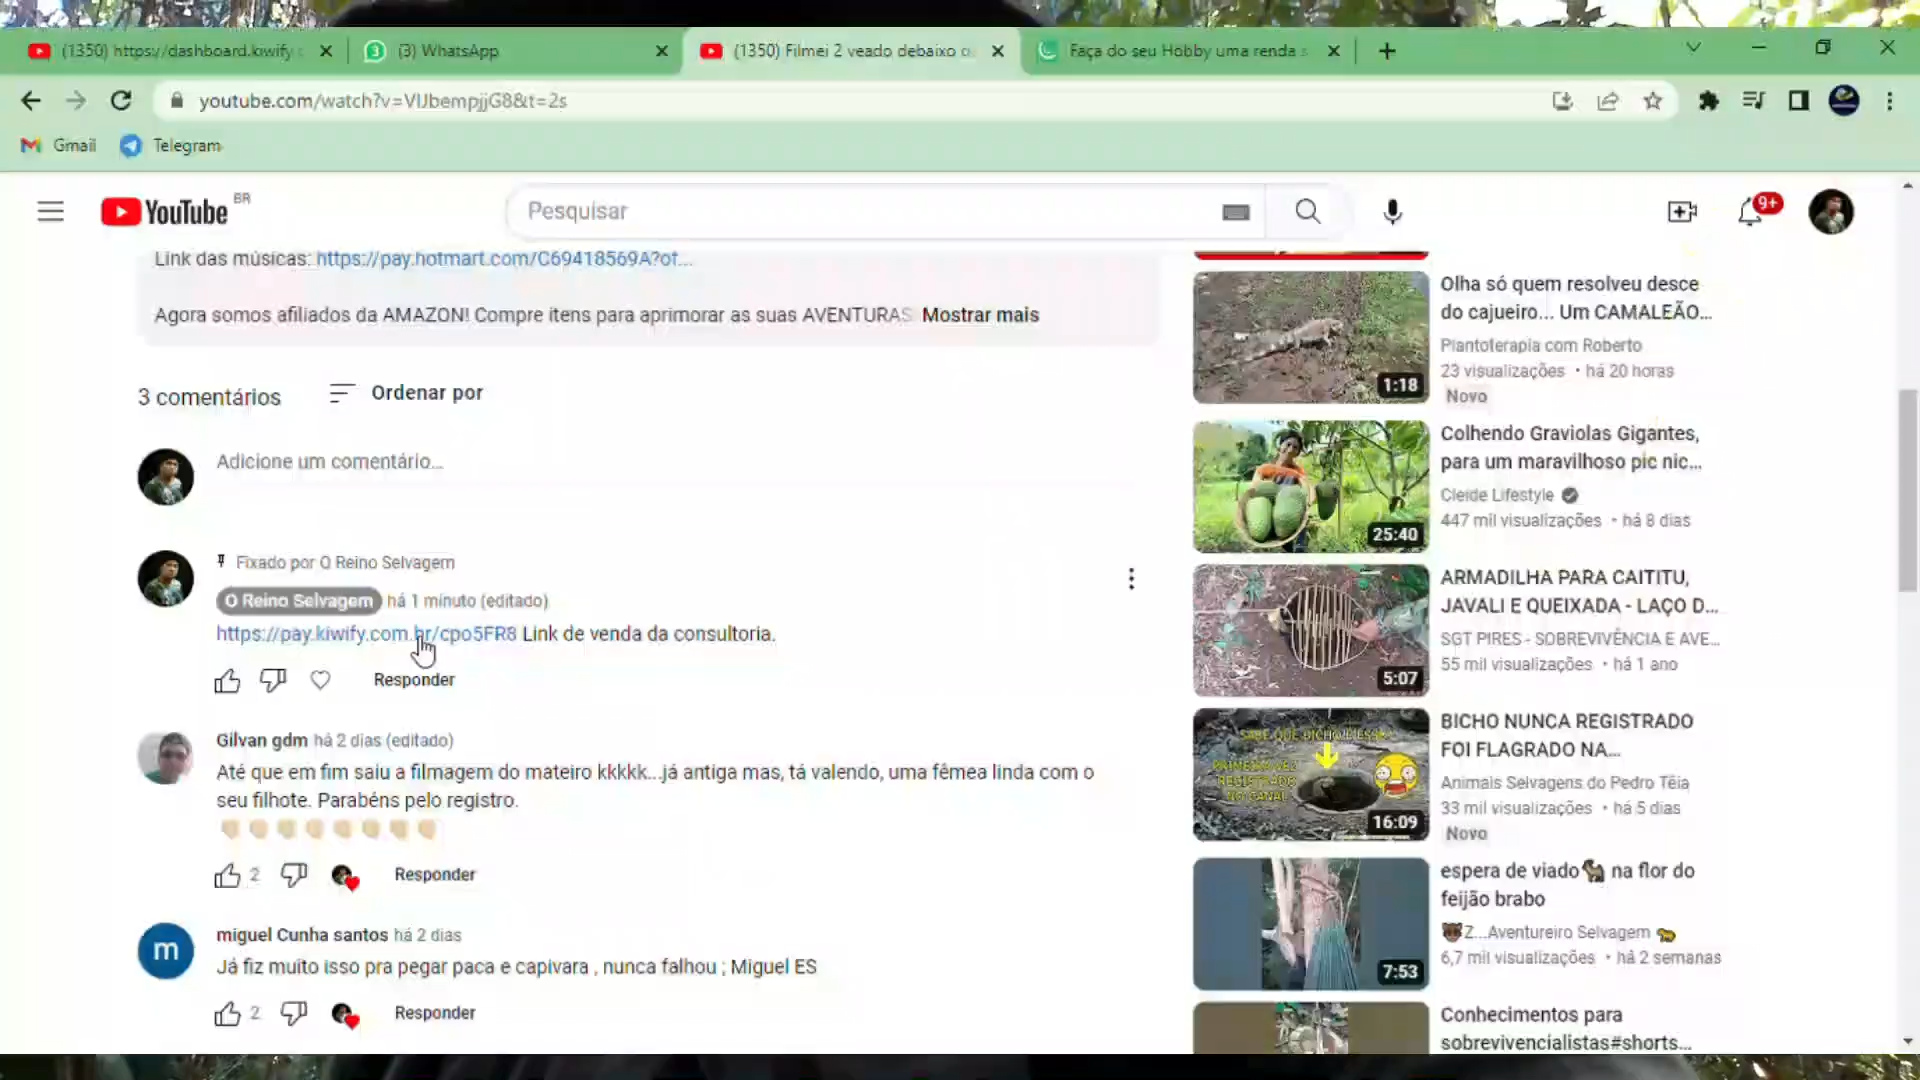 (1350) https://dashboard.kiwify.c
3
(3) WhatsApp
(1350) Filmei 2 veado debaixo
Faça do seu Hobby uma renda
youtube.com/watch?v=VIJbempjjG8&t=2s
Gmail
Telegram
YouTube BR
Pesquisar
9+
Link das músicas: https://pay.hotmart.com/C69418569A?of...
Agora somos afiliados da AMAZON! Compre itens para aprimorar as suas AVENTURAS Mostrar mais
3 comentários
Ordenar por
Adicione um comentário...
Fixado por O Reino Selvagem
O Reino Selvagem há 1 minuto (editado)
https://pay.kiwify.com.br/cpo5FR8 Link de venda da consultoria.
Responder
Gilvan gdm há 2 dias (editado)
Até que em fim saiu a filmagem do mateiro kkkkk...já antiga mas, tá valendo, uma fêmea linda com o
seu filhote. Parabéns pelo registro.
👊🏼👊🏼👊🏼👊🏼👊🏼👊🏼👊🏼👊🏼
2
Responder
m
miguel Cunha santos há 2 dias
Já fiz muito isso pra pegar paca e capivara , nunca falhou ; Miguel ES
2
Responder
1:18
Olha só quem resolveu desce
do cajueiro... Um CAMALEÃO...
Plantoterapia com Roberto
23 visualizações • há 20 horas
Novo
25:40
Colhendo Graviolas Gigantes,
para um maravilhoso pic nic...
Cleide Lifestyle
447 mil visualizações • há 8 dias
5:07
ARMADILHA PARA CAITITU,
JAVALI E QUEIXADA - LAÇO D...
SGT PIRES - SOBREVIVÊNCIA E AVE...
55 mil visualizações • há 1 ano
SABE QUE BICHO É ESSE?
PRIMEIRA VEZ
REGISTRADO
NO CANAL
16:09
BICHO NUNCA REGISTRADO
FOI FLAGRADO NA...
Animais Selvagens do Pedro Têia
33 mil visualizações • há 5 dias
Novo
7:53
espera de viado🐪 na flor do
feijão brabo
🐻Z...Aventureiro Selvagem 🐆
6,7 mil visualizações • há 2 semanas
Conhecimentos para
sobrevivencialistas#shorts...